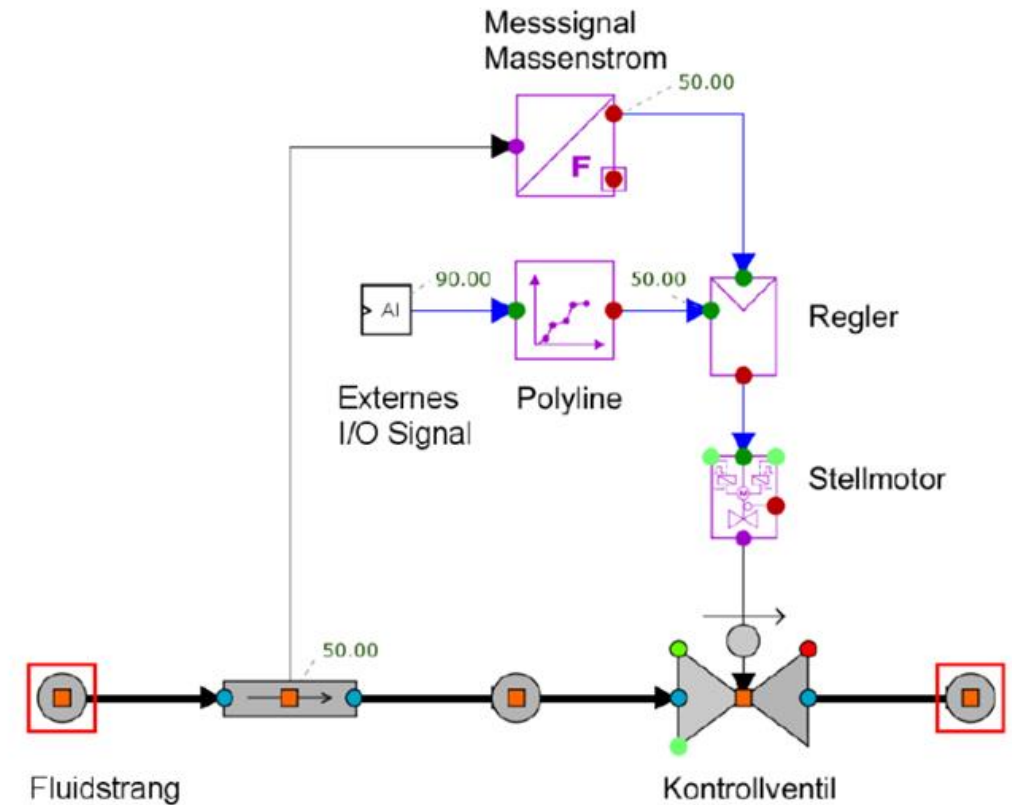 Messsignal
Massenstrom
50.00
F
90.00
50.00
AI
Regler
Externes
I/O Signal
Polyline
M
Stellmotor
50.00
Fluidstrang
Kontrollventil